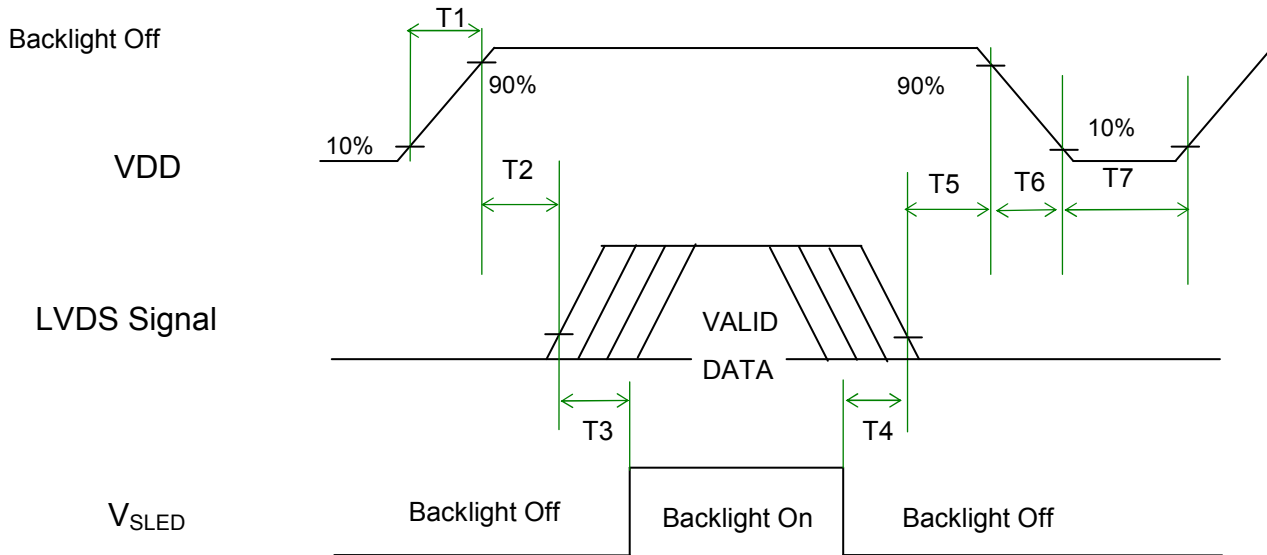 T1
Backlight Off
90%
90%
10%
10%
VDD
T2
T5
T6
T7
LVDS Signal
VALID
DATA
T3
T4
VSLED
Backlight Off
Backlight On
Backlight Off